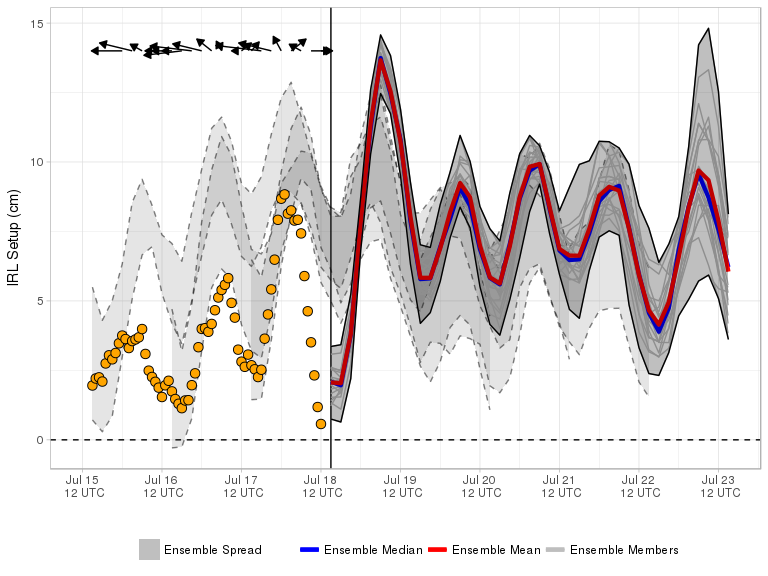 15
10
5
0
IRL Setup (cm)
Jul 15 Jul 16 Jul 17 Jul 18 Jul 19 Jul 20 Jul 21 Jul 22 Jul 23
12 UTC 12 UTC 12 UTC 12 UTC 12 UTC 12 UTC 12 UTC 12 UTC 12 UTC
Ensemble Spread Ensemble Median Ensemble Mean Ensemble Members